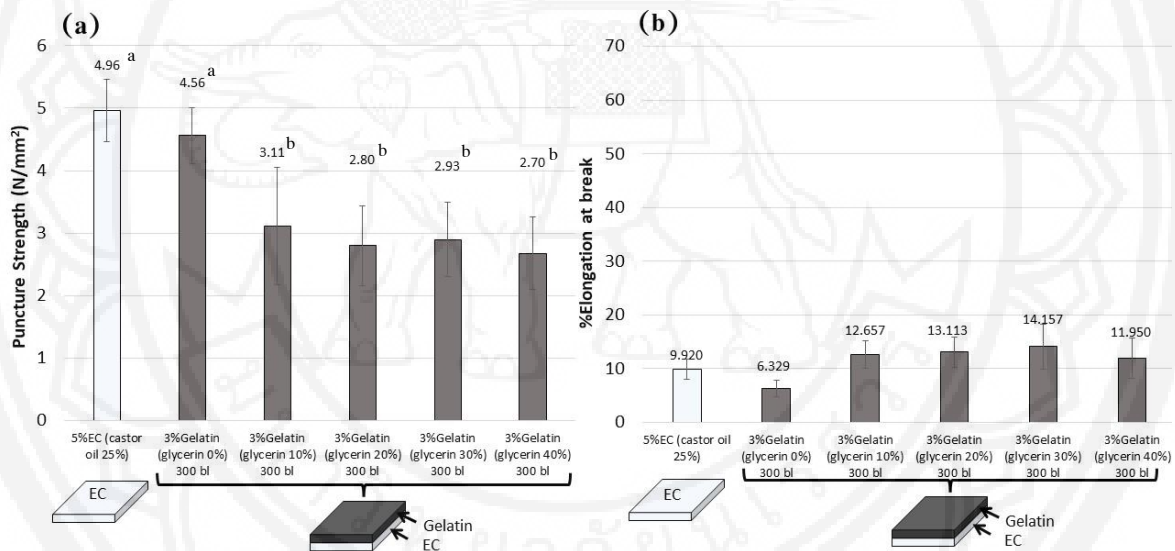 (a)
Puncture Strength (N/mm²)
6
5
4
3
2
1
0
4.96 a
4.56 a
3.11 b
2.80 b
2.93 b
2.70 b
5%EC (castor
oil 25%)
3%Gelatin
(glycerin 0%)
300 bl
3%Gelatin
(glycerin 10%)
300 bl
3%Gelatin
(glycerin 20%)
300 bl
3%Gelatin
(glycerin 30%)
300 bl
3%Gelatin
(glycerin 40%)
300 bl
EC
Gelatin
EC
(b)
%Elongation at break
70
60
50
40
30
20
10
0
9.920
6.329
12.657
13.113
14.157
11.950
5%EC (castor oil
25%)
3%Gelatin
(glycerin 0%)
300 bl
3%Gelatin
(glycerin 10%)
300 bl
3%Gelatin
(glycerin 20%)
300 bl
3%Gelatin
(glycerin 30%)
300 bl
3%Gelatin
(glycerin 40%)
300 bl
EC
Gelatin
EC